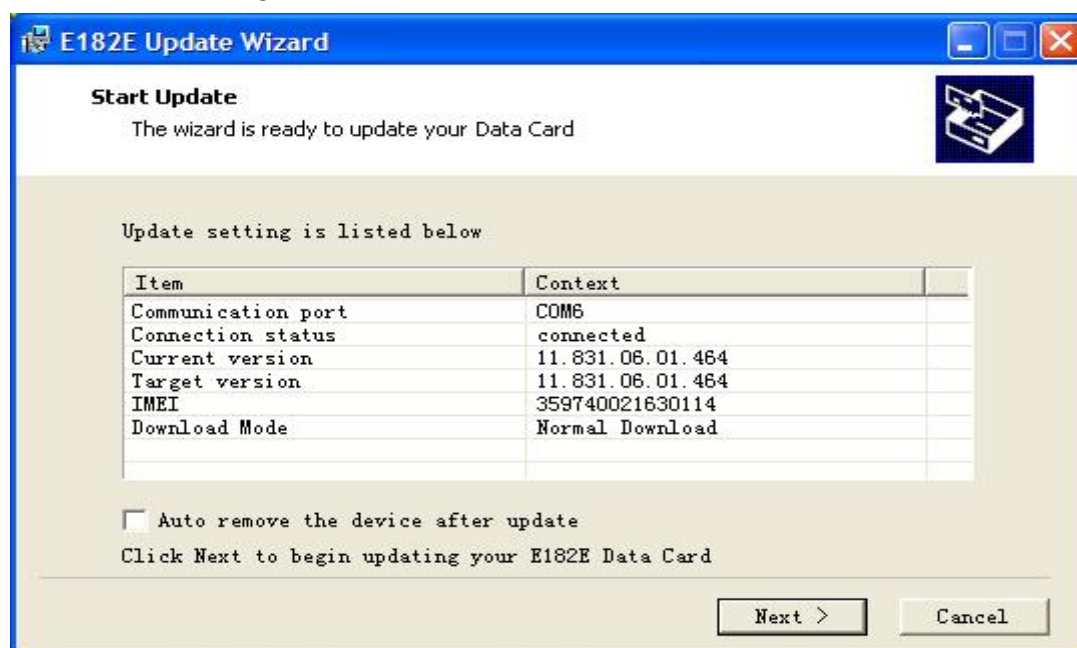 E182E Update Wizard
Start Update
The wizard is ready to update your Data Card
Update setting is listed below
Item Context
Communication port COM6
Connection status connected
Current version 11.831.06.01.464
Target version 11.831.06.01.464
IMEI 359740021630114
Download Mode Normal Download
Auto remove the device after update
Click Next to begin updating your E182E Data Card
Next > Cancel